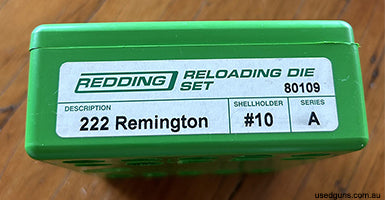 REDDING RELOADING DIE
SET 80109
DESCRIPTION SHELLHOLDER SERIES
222 Remington #10 A
usedguns.com.au